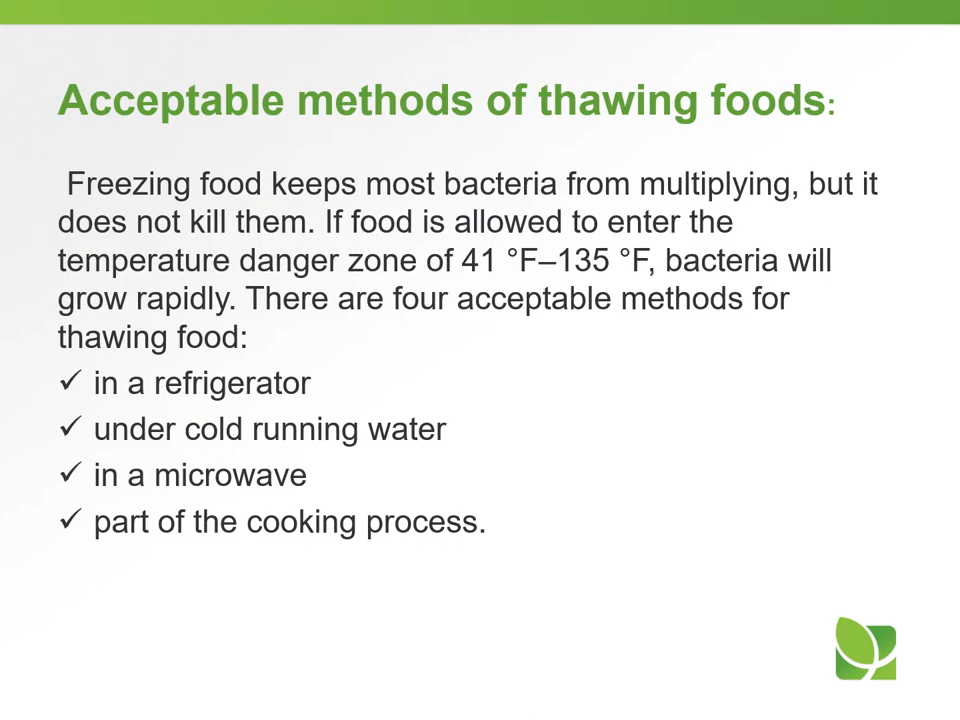 Acceptable methods of thawing foods:
Freezing food keeps most bacteria from multiplying, but it
does not kill them. If food is allowed to enter the
temperature danger zone of 41 °F–135 °F, bacteria will
grow rapidly. There are four acceptable methods for
thawing food:
✓ in a refrigerator
✓ under cold running water
✓ in a microwave
✓ part of the cooking process.